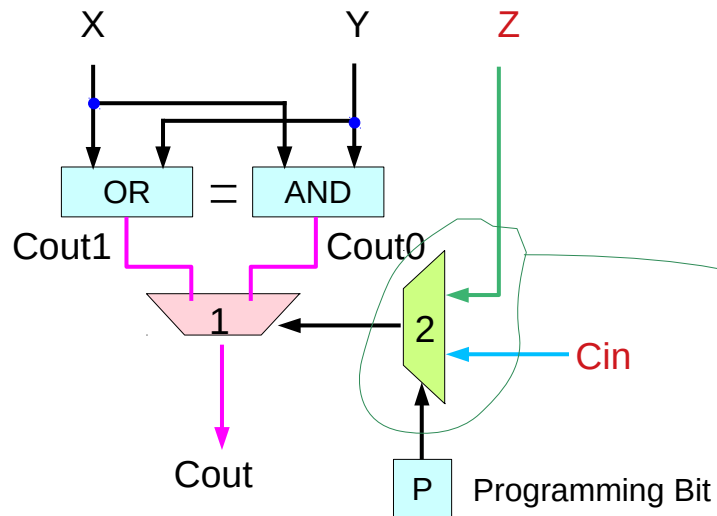 X Y Z
OR = AND
Cout1 Cout0
1 2
Cin
Cout
P Programming Bit